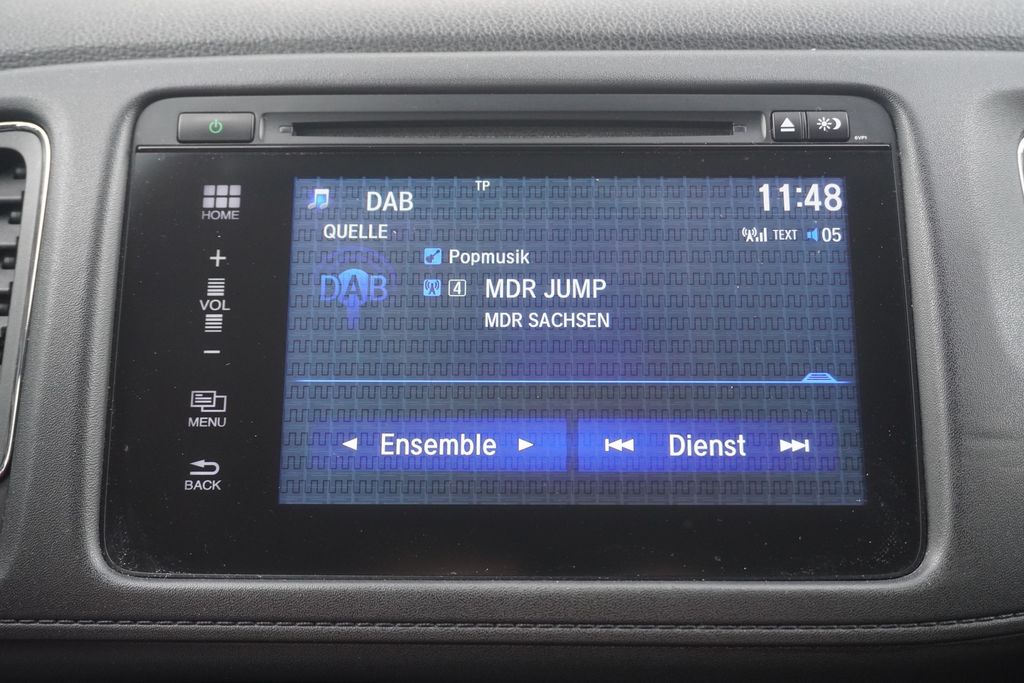 HOME
+
VOL
−
MENU
BACK
TP
DAB
11:48
QUELLE
TEXT 05
DAB
Popmusik
4 MDR JUMP
MDR SACHSEN
Ensemble
Dienst